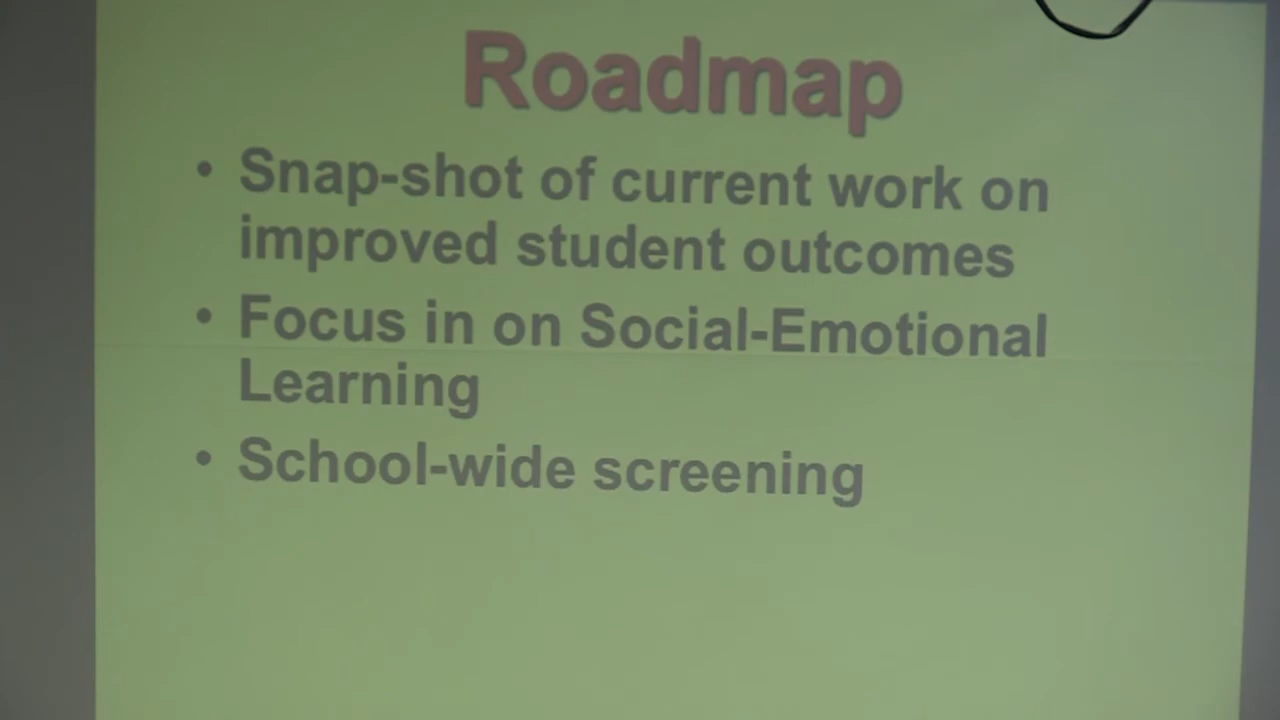 Roadmap
• Snap-shot of current work on
improved student outcomes
• Focus in on Social-Emotional
Learning
• School-wide screening